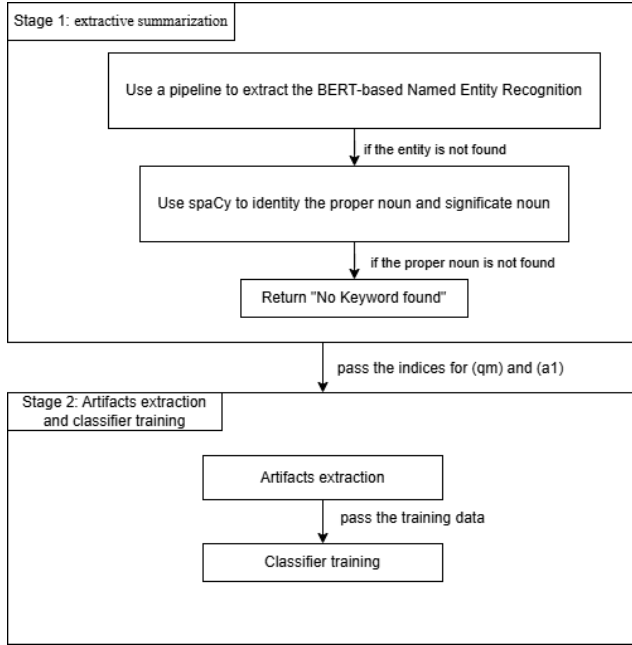 Stage 1: extractive summarization
Use a pipeline to extract the BERT-based Named Entity Recognition
if the entity is not found
Use spaCy to identity the proper noun and significate noun
if the proper noun is not found
Return "No Keyword found"
pass the indices for (qm) and (a1)
Stage 2: Artifacts extraction
and classifier training
Artifacts extraction
pass the training data
Classifier training